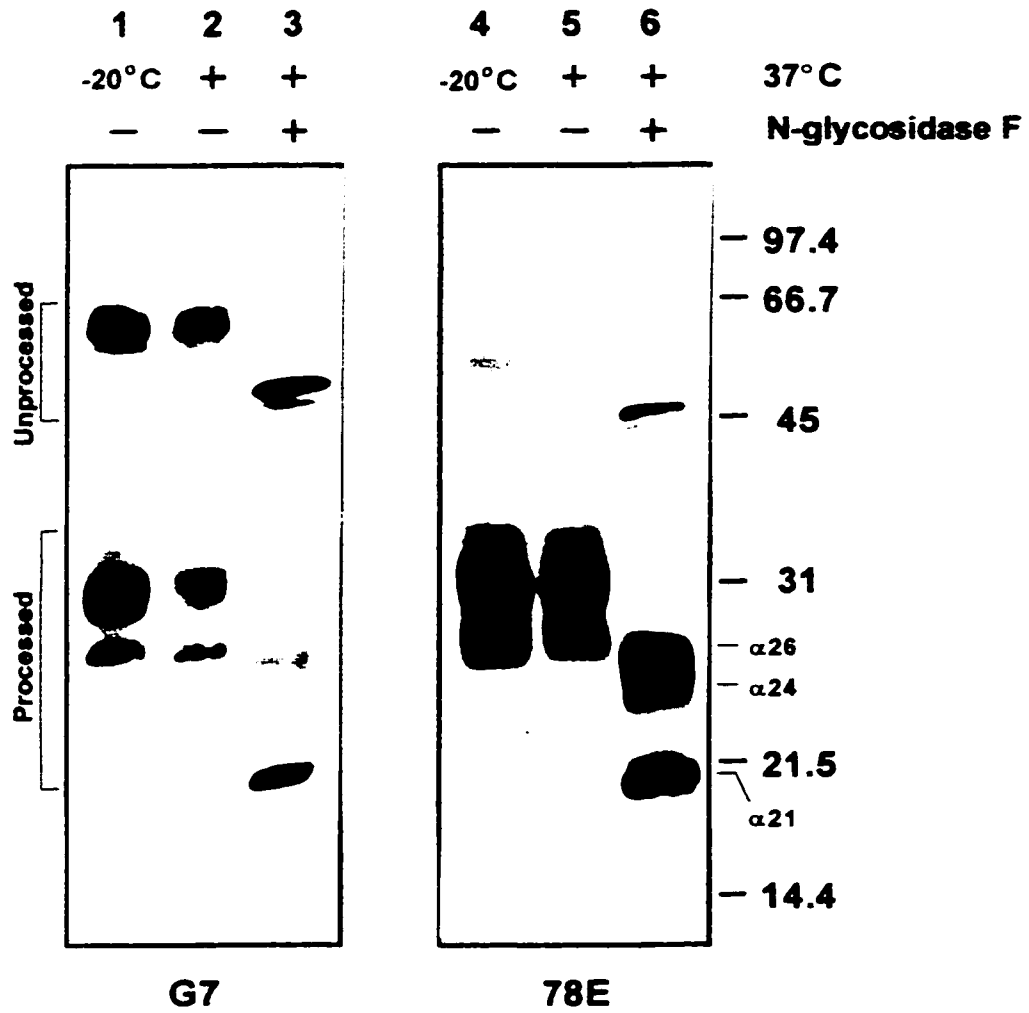 1 2 3 4 5 6
-20°C + + -20°C + + 37°C
− − + − − + N-glycosidase F
Unprocessed
Processed
97.4
66.7
45
31
α26
α24
21.5
α21
14.4
G7 78E